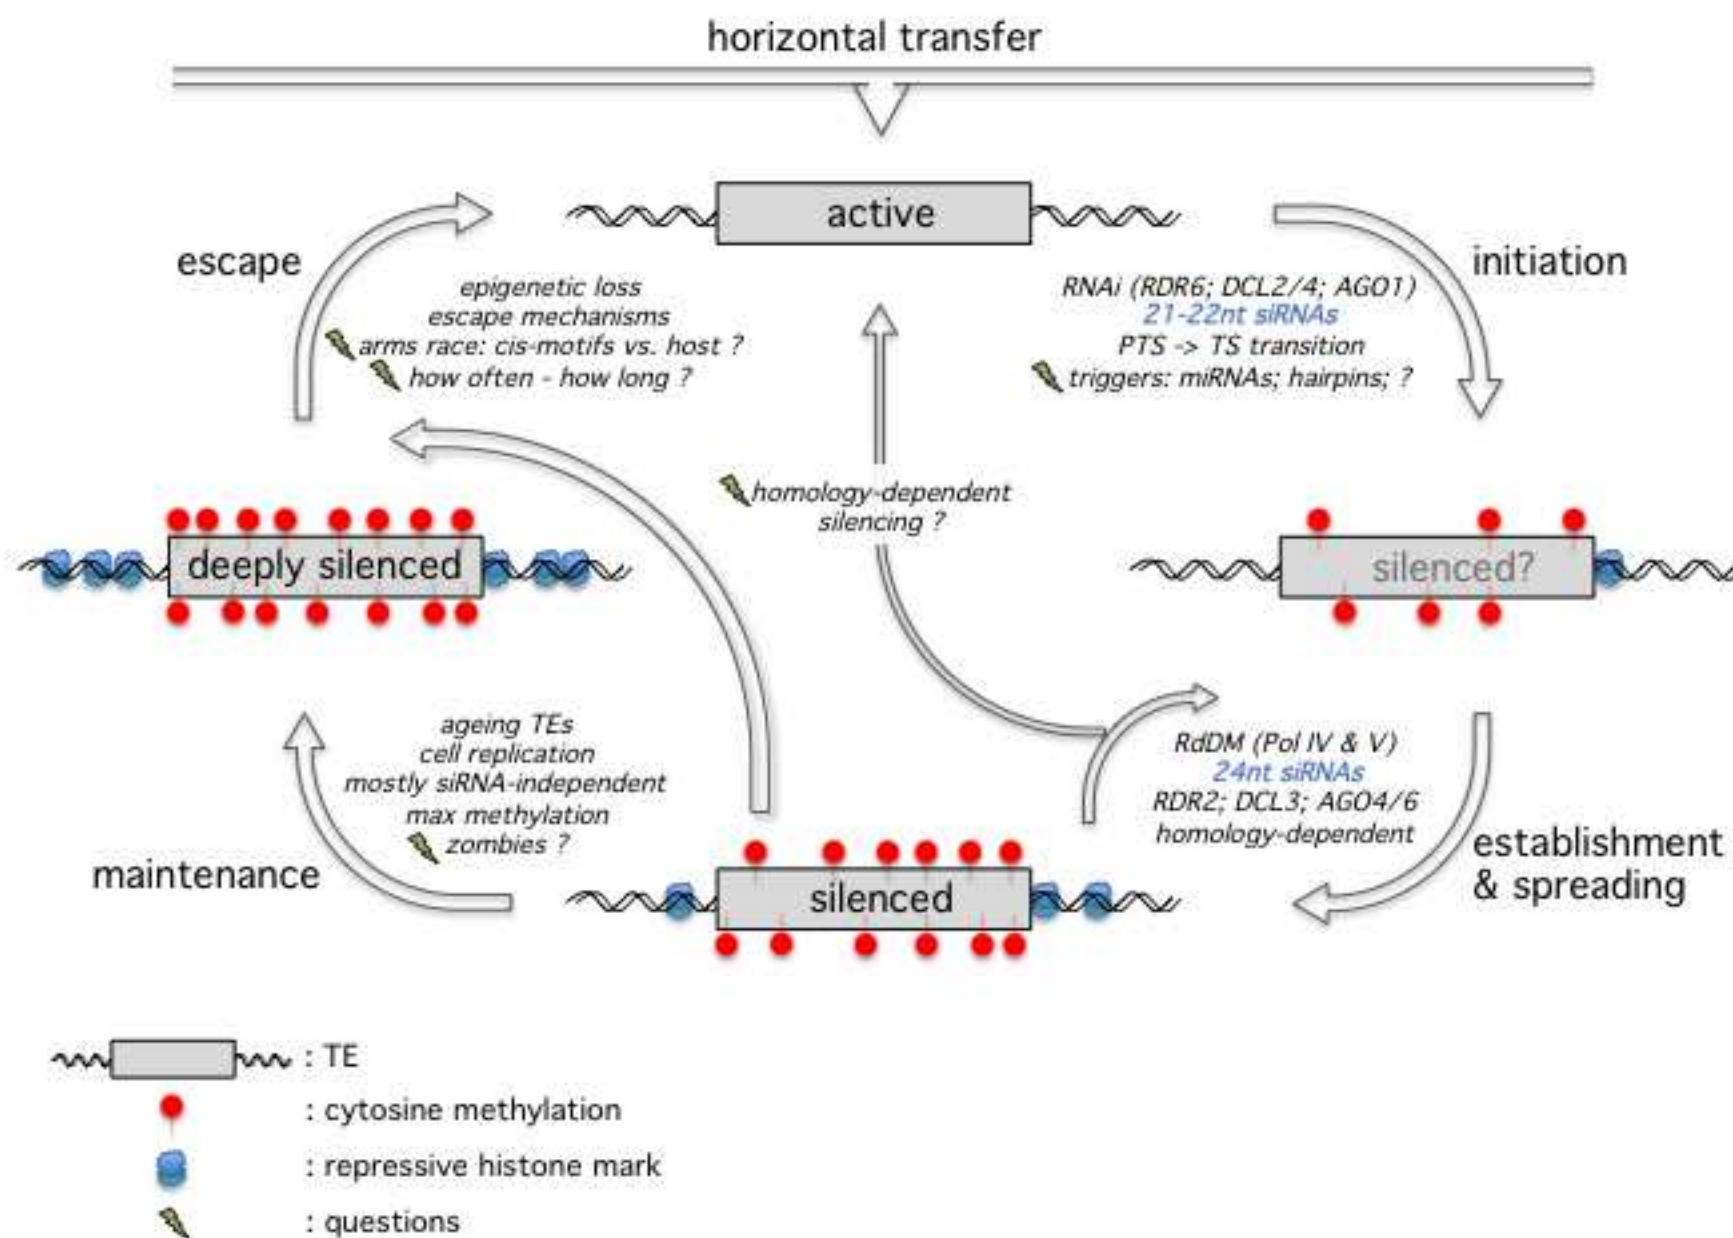 horizontal transfer
active
escape
initiation
epigenetic loss
escape mechanisms
arms race: cis-motifs vs. host ?
how often - how long ?
RNAi (RDR6; DCL2/4; AGO1)
21-22nt siRNAs
PTS -> TS transition
triggers: miRNAs; hairpins; ?
homology-dependent
silencing ?
deeply silenced
silenced?
ageing TEs
cell replication
mostly siRNA-independent
max methylation
zombies ?
maintenance
RdDM (Pol IV & V)
24nt siRNAs
RDR2; DCL3; AGO4/6
homology-dependent
establishment
& spreading
silenced
: TE
: cytosine methylation
: repressive histone mark
: questions